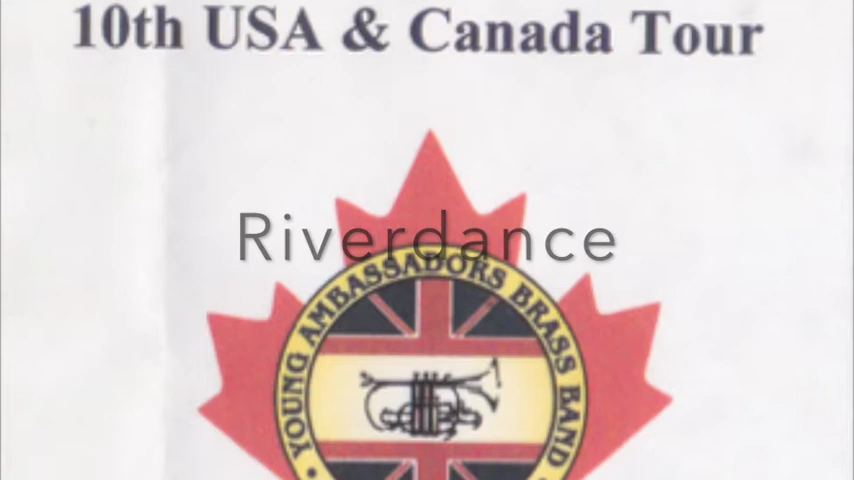 10th USA & Canada Tour
Riverdance
YOUNG AMBASSADORS BRASS BAND